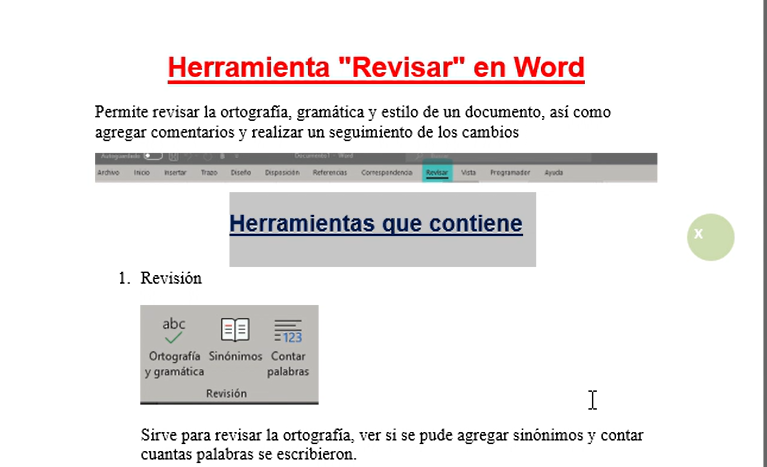 Herramienta "Revisar" en Word
Permite revisar la ortografía, gramática y estilo de un documento, así como
agregar comentarios y realizar un seguimiento de los cambios
Autoguardado Documento1 - Word
Archivo Inicio Insertar Trazo Diseño Disposición Referencias Correspondencia Revisar Vista Programador Ayuda
Herramientas que contiene
X
1. Revisión
abc 123
Ortografía Sinónimos Contar
y gramática palabras
Revisión
Sirve para revisar la ortografía, ver si se pude agregar sinónimos y contar
cuantas palabras se escribieron.